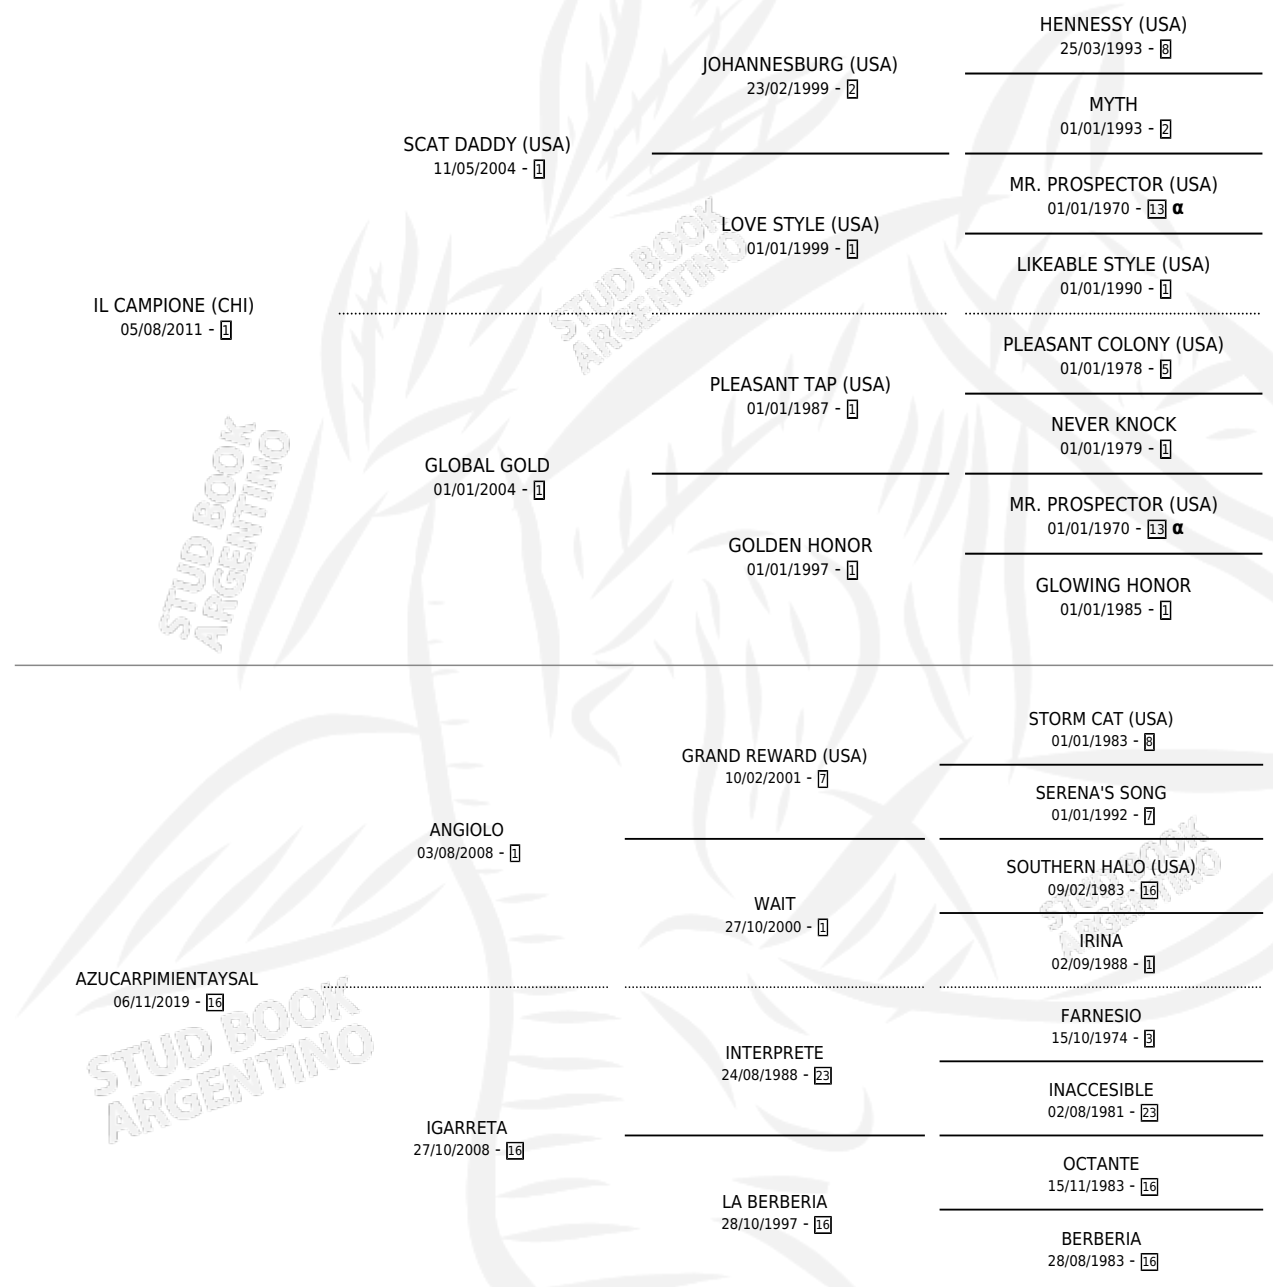 HENNESSY (USA)
25/03/1993 - 8
JOHANNESBURG (USA)
23/02/1999 - 2
MYTH
01/01/1993 - 2
SCAT DADDY (USA)
11/05/2004 - 1
MR. PROSPECTOR (USA)
01/01/1970 - 13 α
LOVE STYLE (USA)
01/01/1999 - 1
LIKEABLE STYLE (USA)
01/01/1990 - 1
IL CAMPIONE (CHI)
05/08/2011 - 1
PLEASANT COLONY (USA)
01/01/1978 - 5
PLEASANT TAP (USA)
01/01/1987 - 1
NEVER KNOCK
01/01/1979 - 1
GLOBAL GOLD
01/01/2004 - 1
MR. PROSPECTOR (USA)
01/01/1970 - 13 α
GOLDEN HONOR
01/01/1997 - 1
GLOWING HONOR
01/01/1985 - 1
STORM CAT (USA)
01/01/1983 - 8
GRAND REWARD (USA)
10/02/2001 - 7
SERENA'S SONG
01/01/1992 - 7
ANGIOLO
03/08/2008 - 1
SOUTHERN HALO (USA)
09/02/1983 - 16
WAIT
27/10/2000 - 1
IRINA
02/09/1988 - 1
AZUCARPIMIENTAYSAL
06/11/2019 - 16
FARNESIO
15/10/1974 - 3
INTERPRETE
24/08/1988 - 23
INACCESIBLE
02/08/1981 - 23
IGARRETA
27/10/2008 - 16
OCTANTE
15/11/1983 - 16
LA BERBERIA
28/10/1997 - 16
BERBERIA
28/08/1983 - 16
STUD BOOK
ARGENTINO
STUD BOOK
ARGENTINO
STUD BOOK
ARGENTINO
STUD BOOK
ARGENTINO